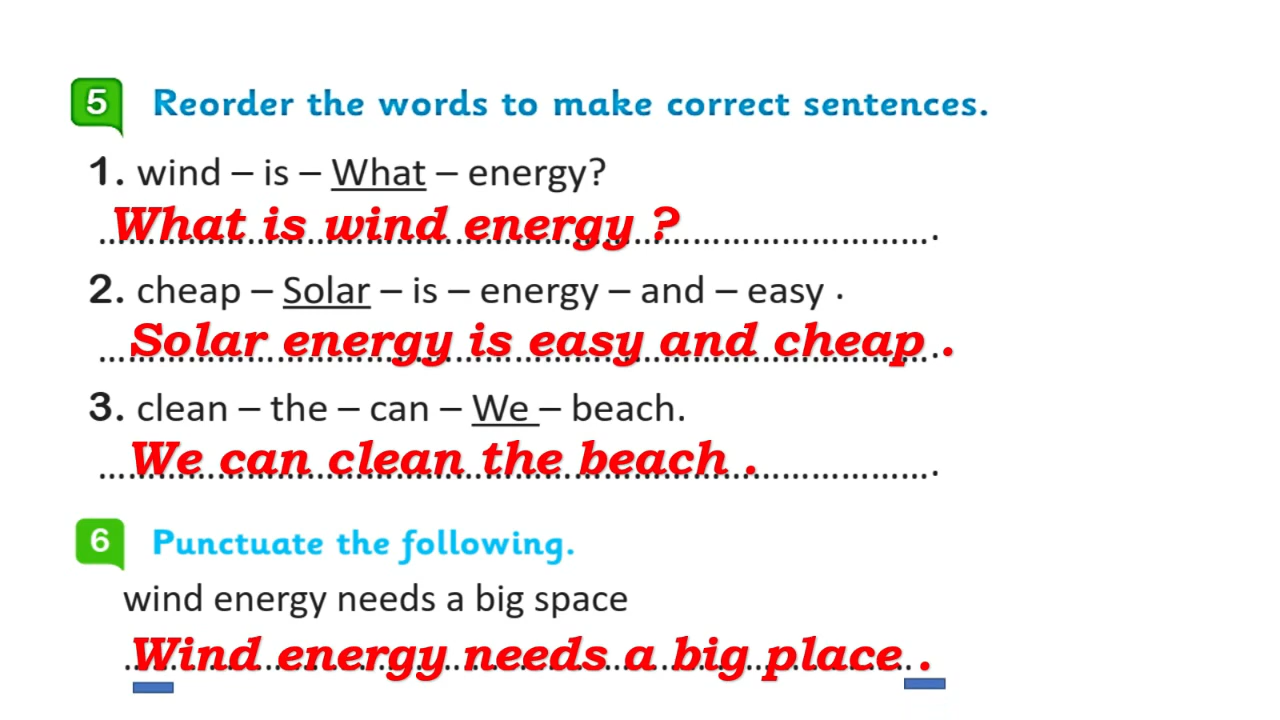 5 Reorder the words to make correct sentences.
1. wind – is – What – energy?
What is wind energy ?
2. cheap – Solar – is – energy – and – easy .
Solar energy is easy and cheap .
3. clean – the – can – We – beach.
We can clean the beach .
6 Punctuate the following.
wind energy needs a big space
Wind energy needs a big place .